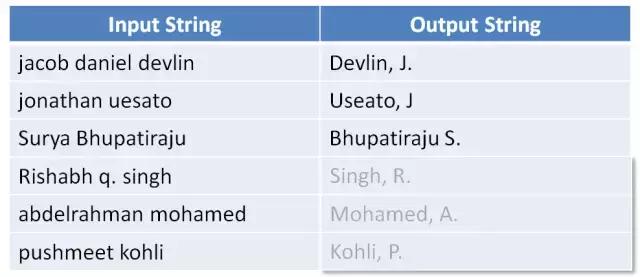 Input String Output String
jacob daniel devlin Devlin, J.
jonathan uesato Useato, J
Surya Bhupatiraju Bhupatiraju S.
Rishabh q. singh Singh, R.
abdelrahman mohamed Mohamed, A.
pushmeet kohli Kohli, P.